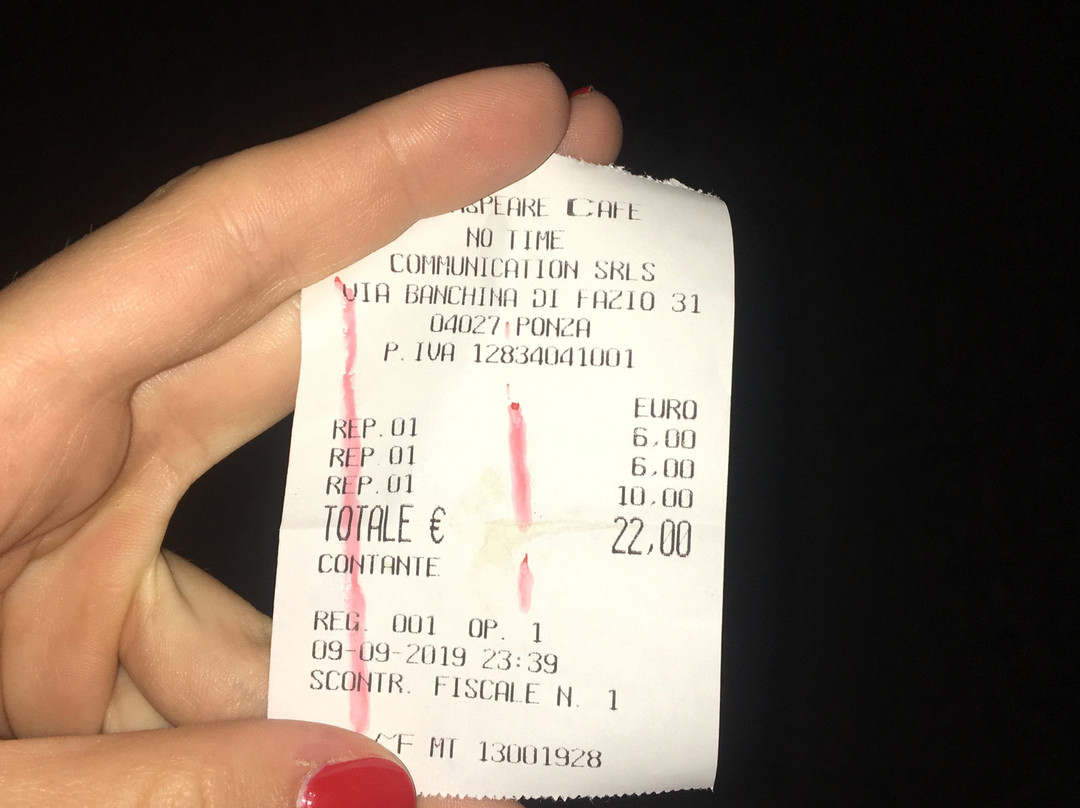 CAFE
NO TIME
COMMUNICATION SRLS
VIA BANCHINA DI FAZIO 31
04027 PONZA
P.IVA 12834041001
EURO
REP.01 6,00
REP.01 6,00
REP.01 10,00
TOTALE € 22,00
CONTANTE
REG. 001 OP. 1
09-09-2019 23:39
SCONTR. FISCALE N. 1
MT 13001928